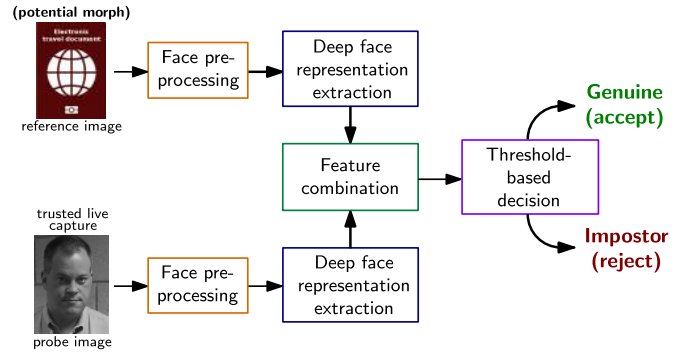 (potential morph)
Electronic
travel document
reference image
Face pre-
processing
Deep face
representation
extraction
Feature
combination
Threshold-
based
decision
Genuine
(accept)
Impostor
(reject)
trusted live
capture
probe image
Face pre-
processing
Deep face
representation
extraction